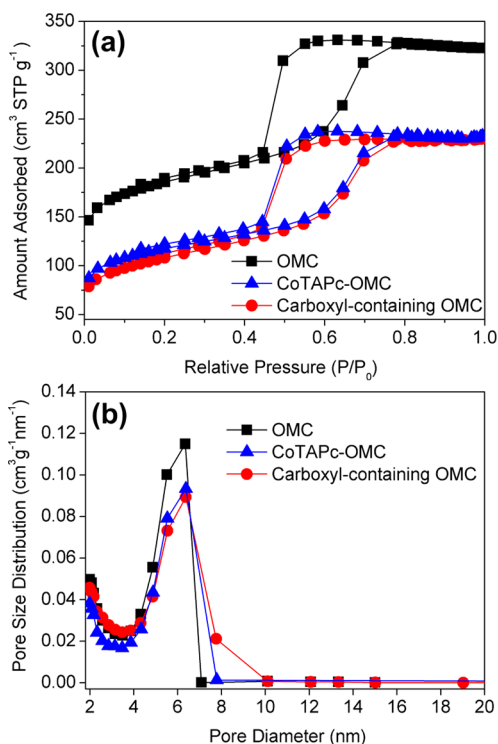 (a)
Amount Adsorbed (cm³ STP g⁻¹)
350
300
250
200
150
100
50
OMC
CoTAPc-OMC
Carboxyl-containing OMC
0.0 0.2 0.4 0.6 0.8 1.0
Relative Pressure (P/P₀)
(b)
Pore Size Distribution (cm³g⁻¹nm⁻¹)
0.14
0.12
0.10
0.08
0.06
0.04
0.02
0.00
OMC
CoTAPc-OMC
Carboxyl-containing OMC
2 4 6 8 10 12 14 16 18 20
Pore Diameter (nm)